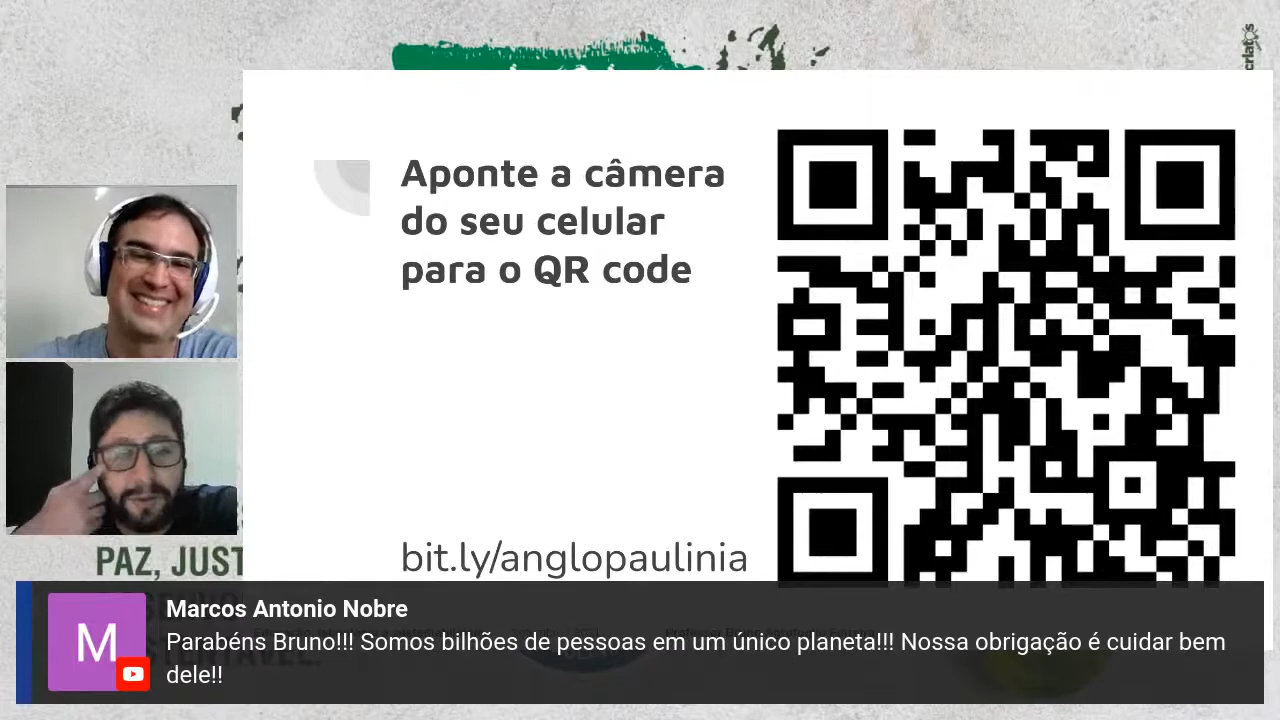 criatos
Aponte a câmera
do seu celular
para o QR code
bit.ly/anglopaulinia
PAZ, JUST
M
Marcos Antonio Nobre
Parabéns Bruno!!! Somos bilhões de pessoas em um único planeta!!! Nossa obrigação é cuidar bem
dele!!